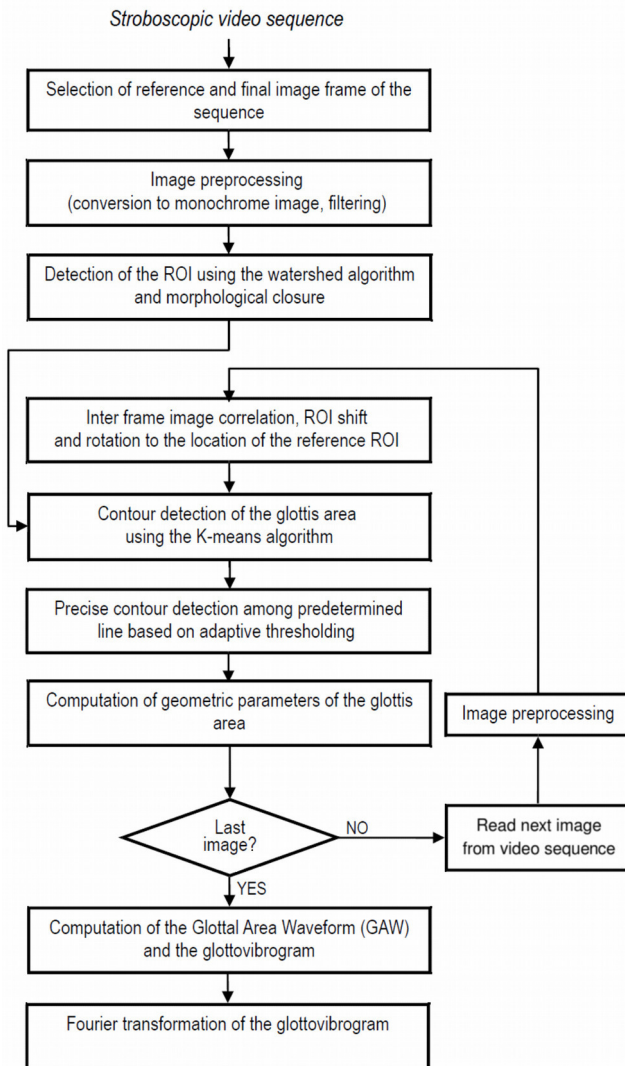 Stroboscopic video sequence
Selection of reference and final image frame of the
sequence
Image preprocessing
(conversion to monochrome image, filtering)
Detection of the ROI using the watershed algorithm
and morphological closure
Inter frame image correlation, ROI shift
and rotation to the location of the reference ROI
Contour detection of the glottis area
using the K-means algorithm
Precise contour detection among predetermined
line based on adaptive thresholding
Computation of geometric parameters of the glottis
area
Image preprocessing
Last
image?
NO
Read next image
from video sequence
YES
Computation of the Glottal Area Waveform (GAW)
and the glottovibrogram
Fourier transformation of the glottovibrogram